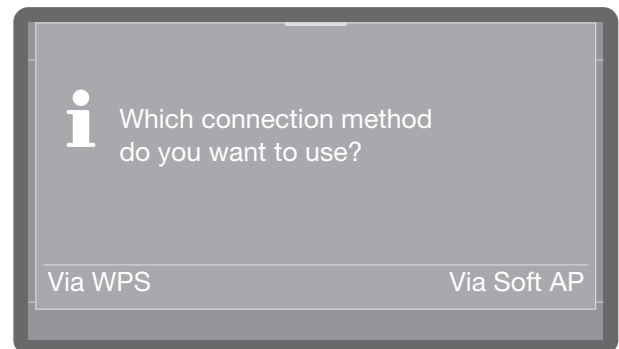 Which connection method
do you want to use?
Via WPS Via Soft AP